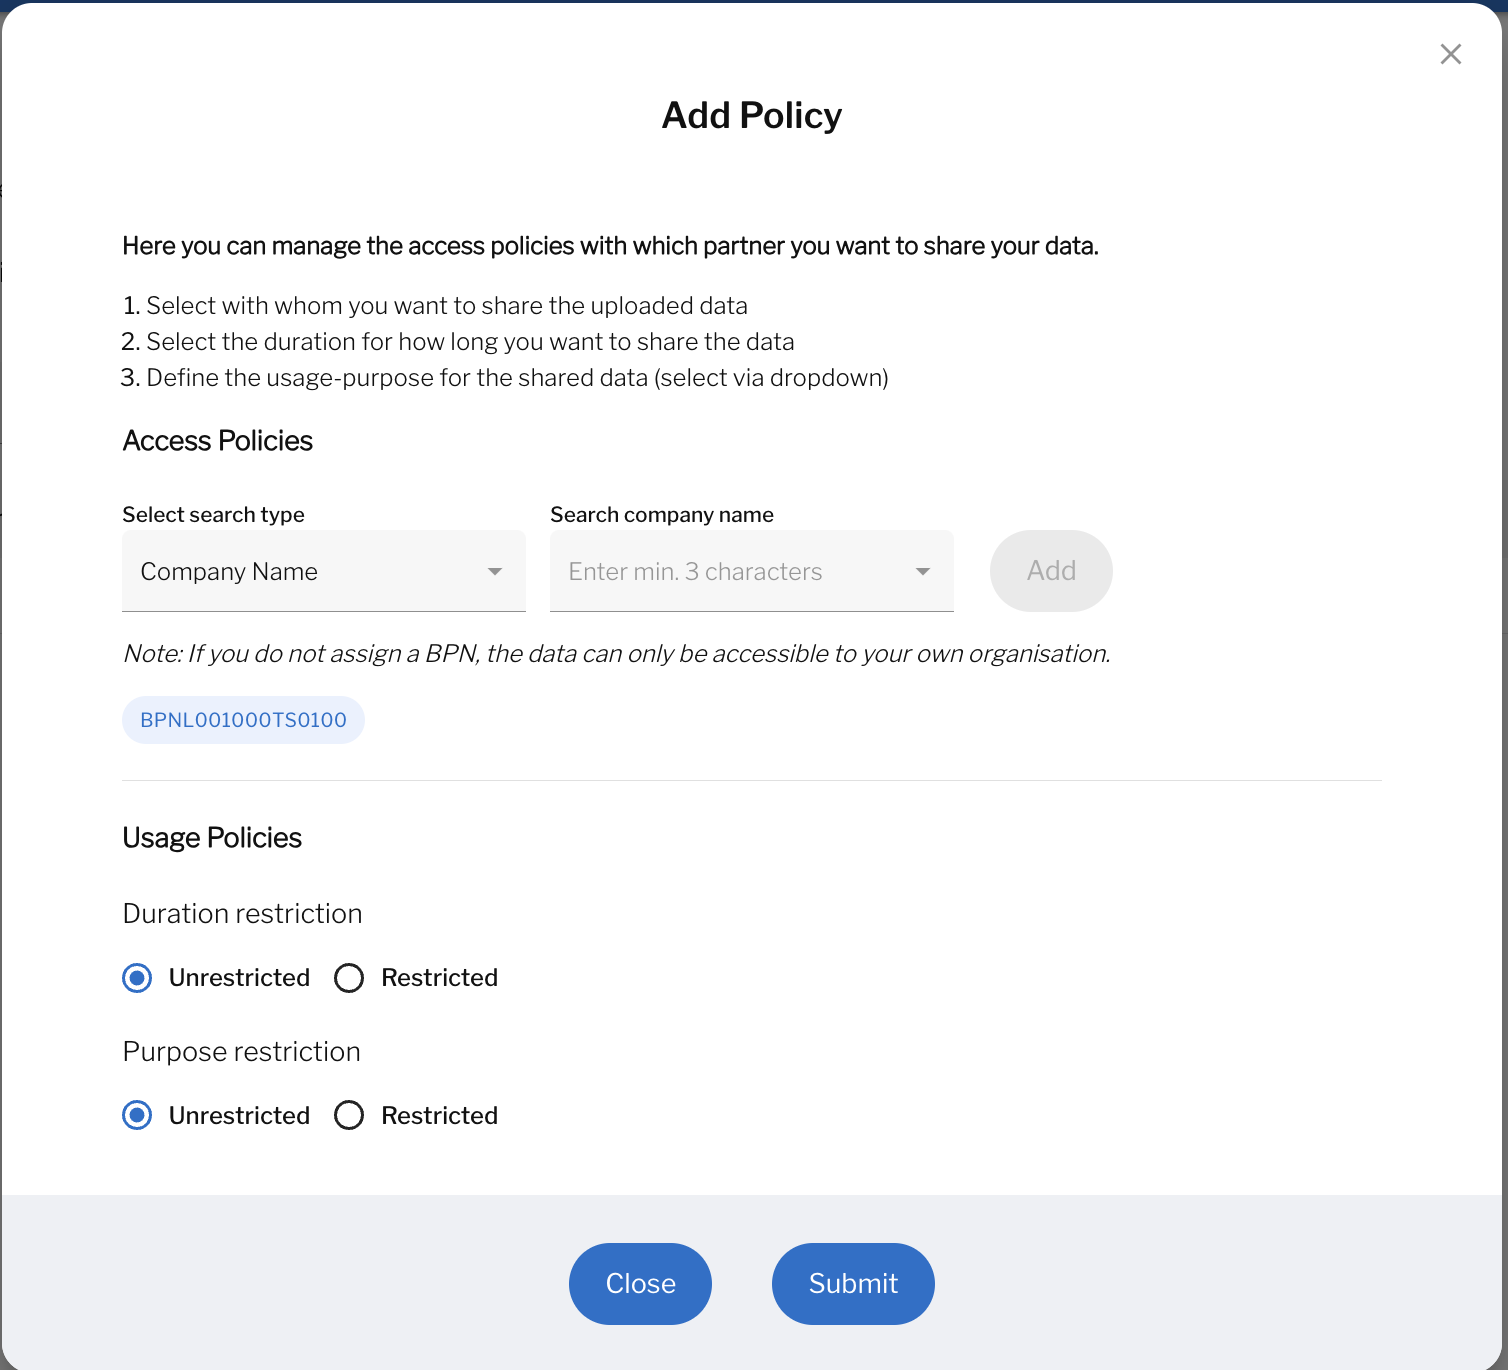 Add Policy
Here you can manage the access policies with which partner you want to share your data.
1. Select with whom you want to share the uploaded data
2. Select the duration for how long you want to share the data
3. Define the usage-purpose for the shared data (select via dropdown)
Access Policies
Select search type
Search company name
Company Name
Enter min. 3 characters
Add
Note: If you do not assign a BPN, the data can only be accessible to your own organisation.
BPNL001000TS0100
Usage Policies
Duration restriction
Unrestricted Restricted
Purpose restriction
Unrestricted Restricted
Close Submit